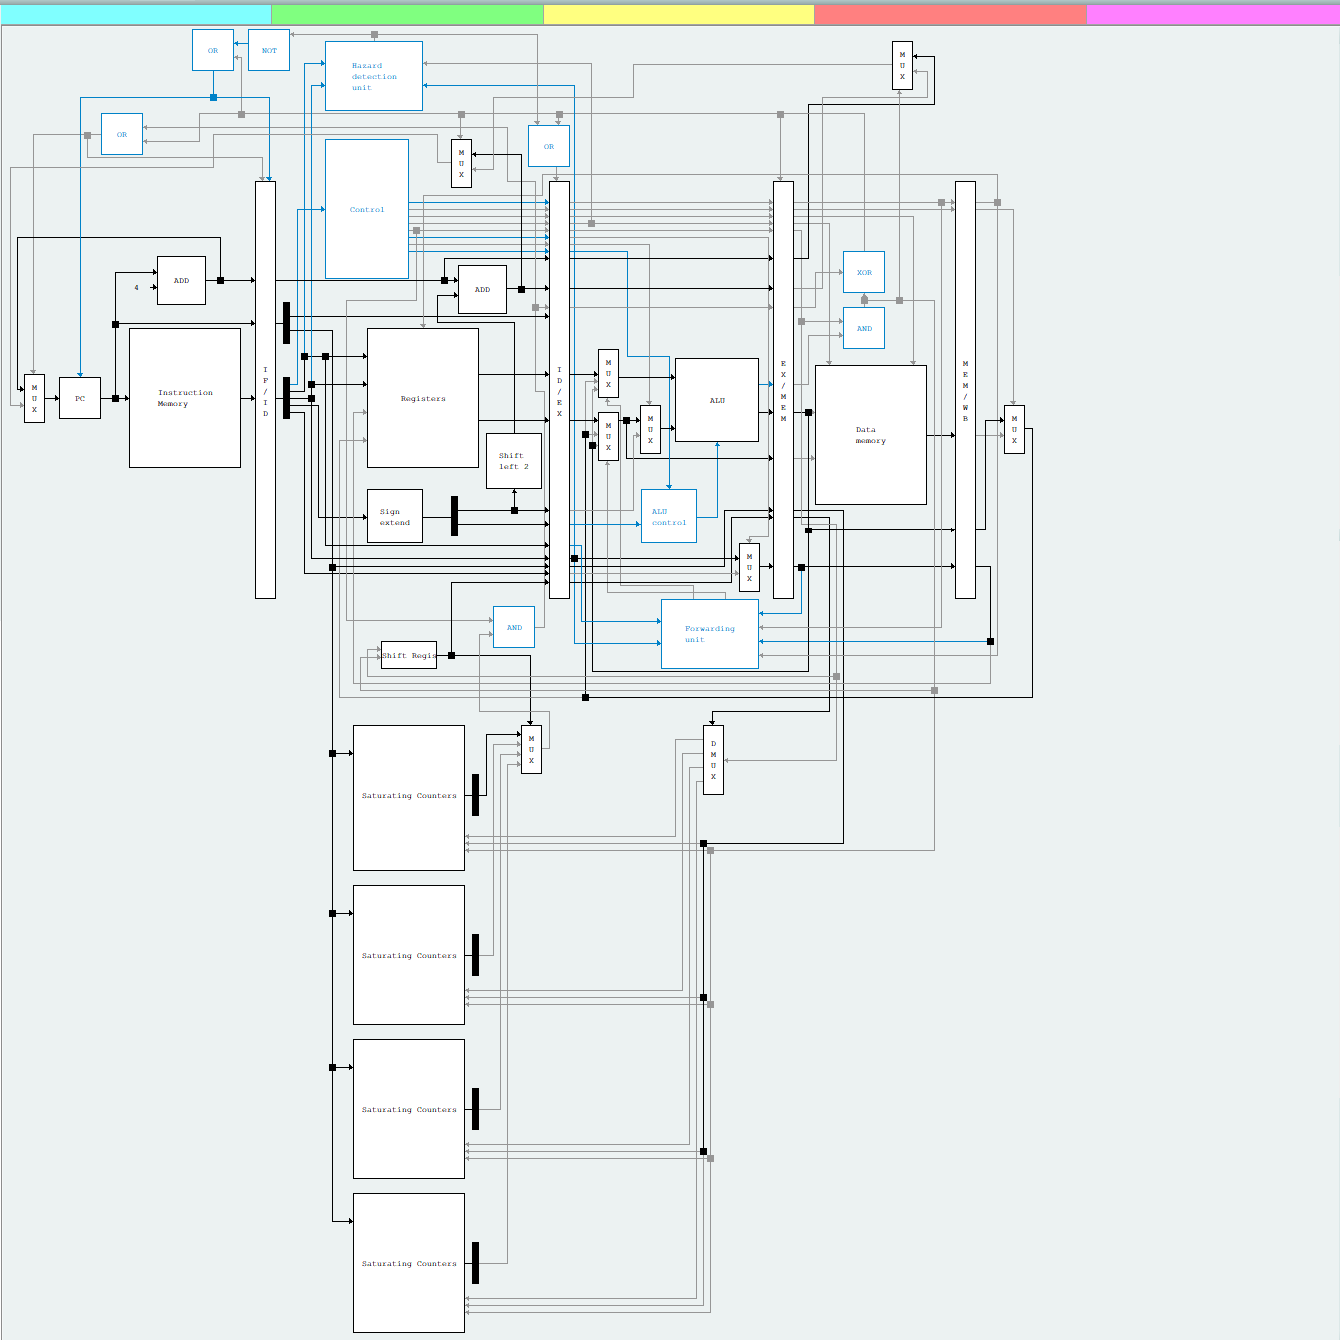 OR
NOT
Hazard
detection
unit
M
U
X
OR
M
U
X
OR
Control
ADD
4
ADD
XOR
AND
M
U
X
PC
Instruction
Memory
I
F
/
I
D
Registers
Shift
left 2
Sign
extend
I
D
/
E
X
M
U
X
M
U
X
M
U
X
ALU
ALU
control
M
U
X
E
X
/
M
E
M
Data
memory
M
E
M
/
W
B
M
U
X
AND
Shift Regis
Forwarding
unit
M
U
X
D
M
U
X
Saturating Counters
Saturating Counters
Saturating Counters
Saturating Counters